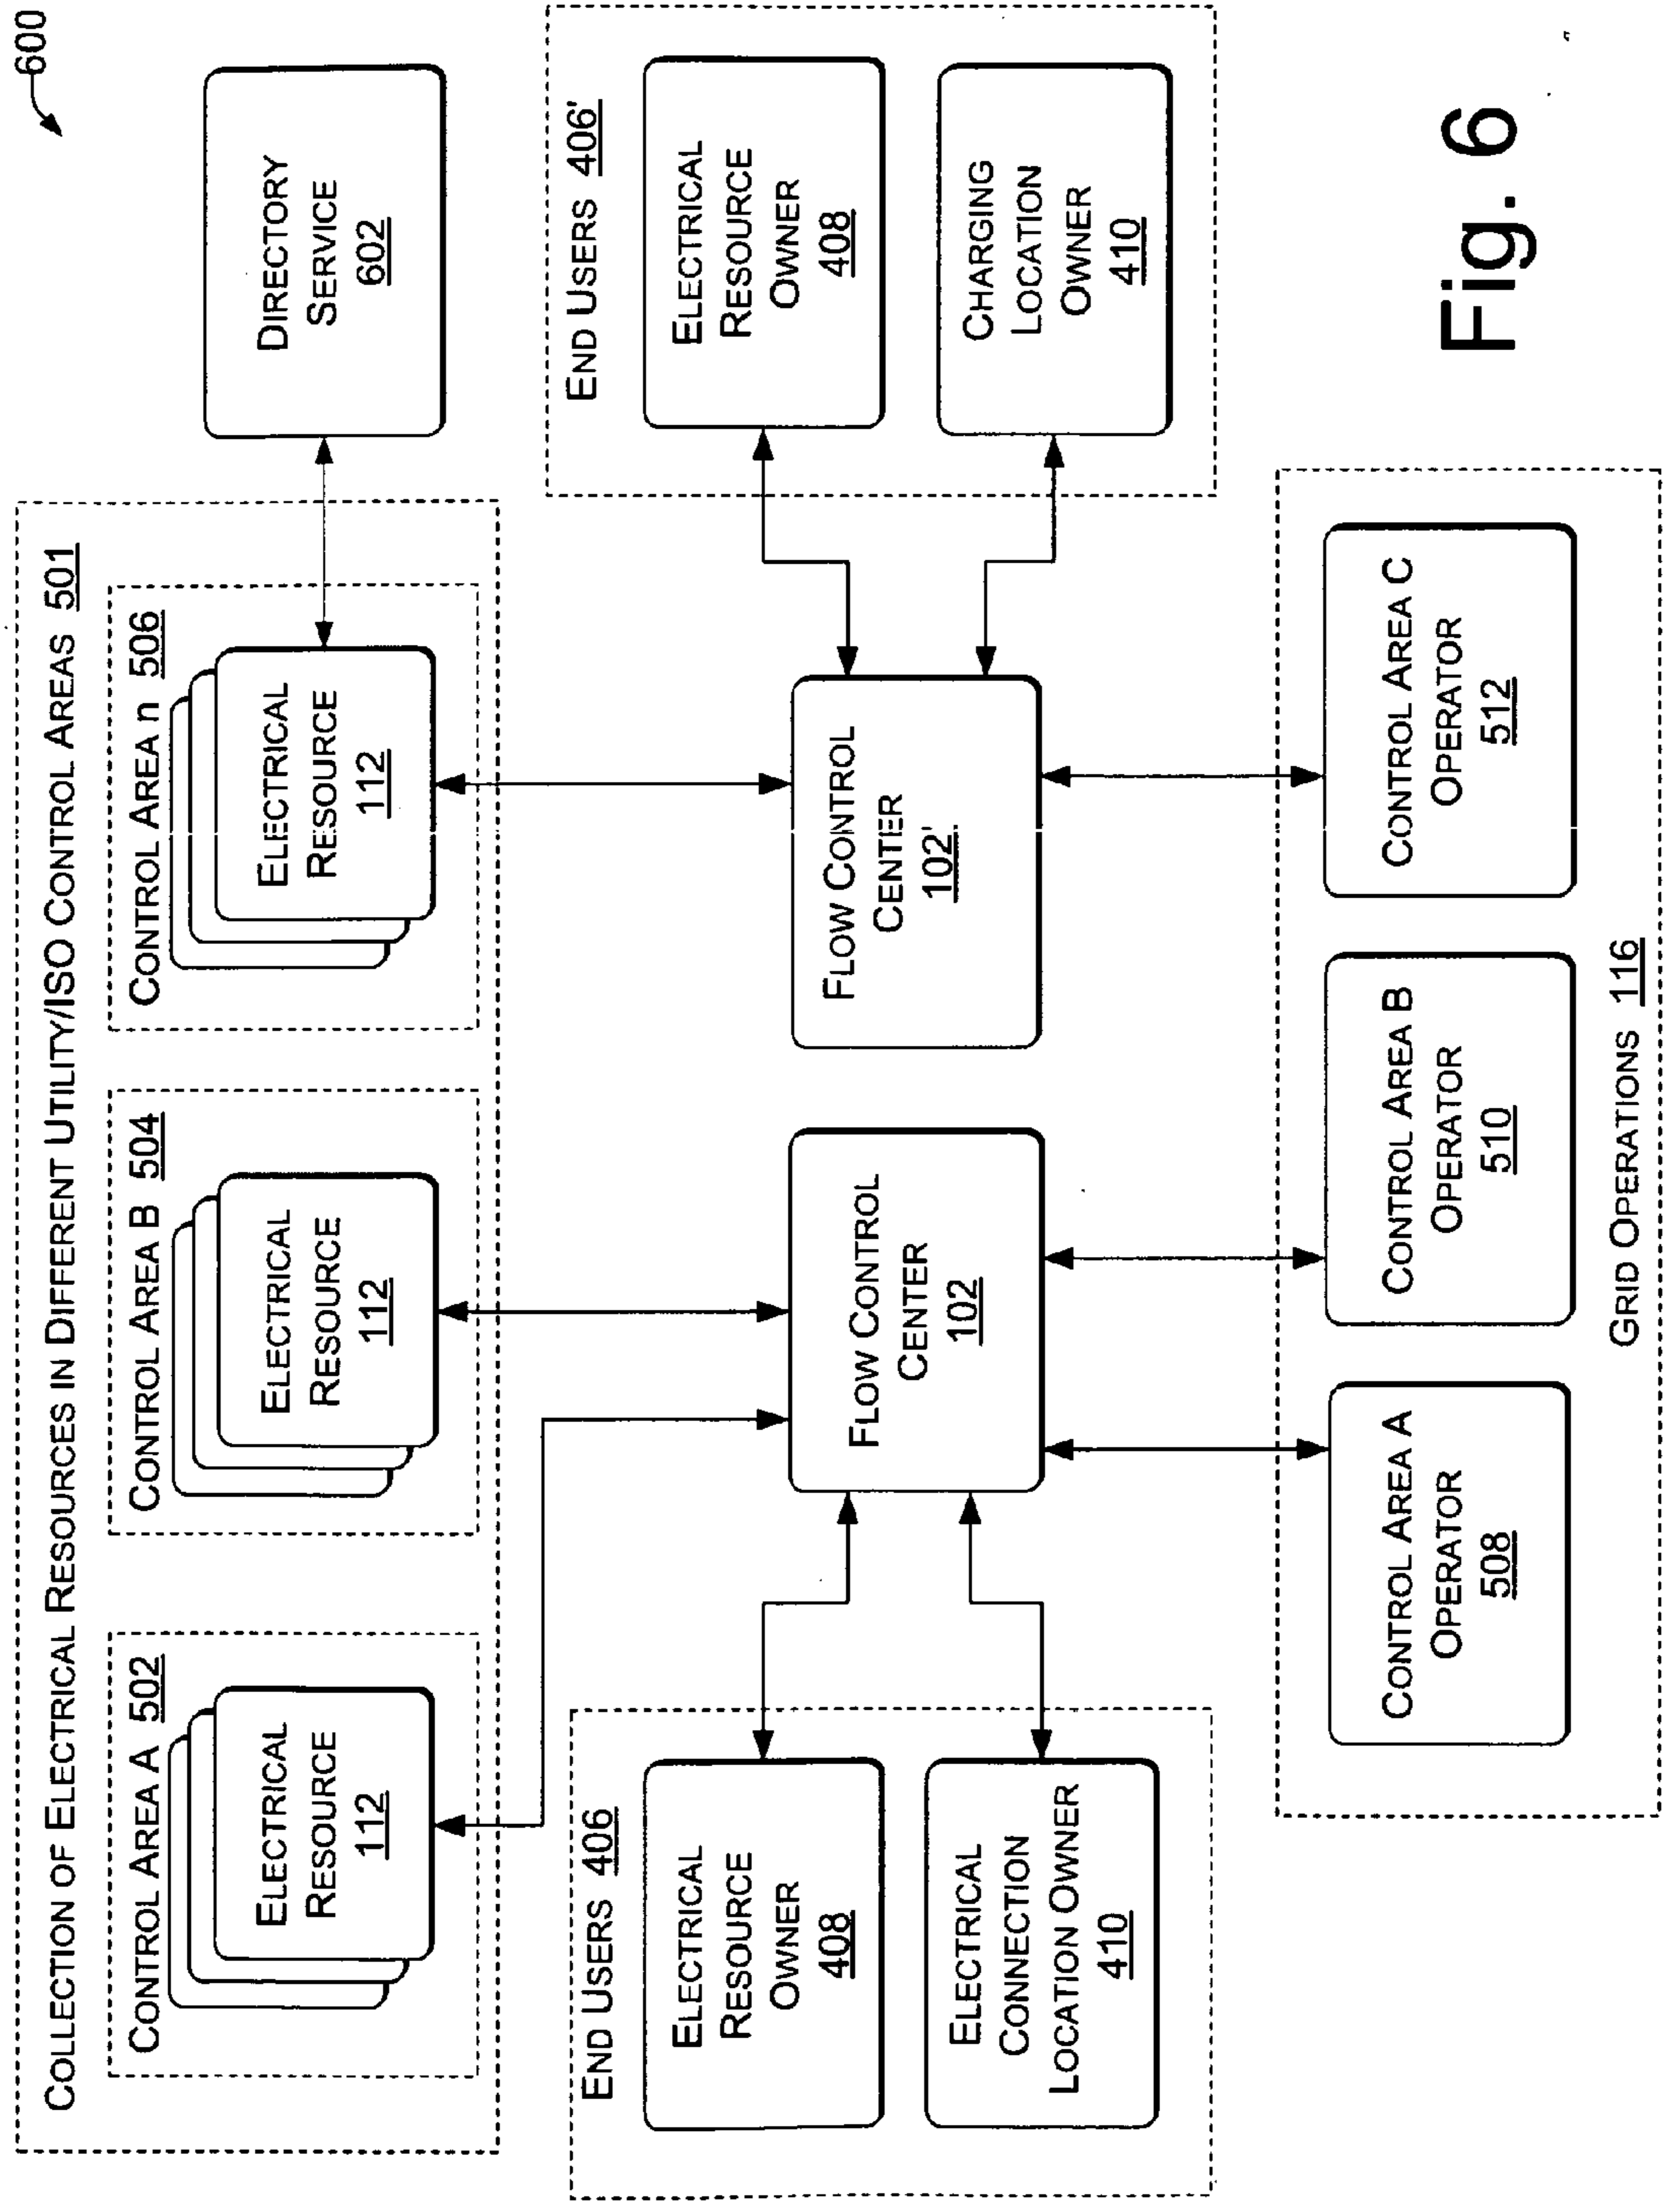 600
COLLECTION OF ELECTRICAL RESOURCES IN DIFFERENT UTILITY/ISO CONTROL AREAS 501
CONTROL AREA A 502
ELECTRICAL
RESOURCE
112
CONTROL AREA B 504
ELECTRICAL
RESOURCE
112
CONTROL AREA n 506
ELECTRICAL
RESOURCE
112
DIRECTORY
SERVICE
602
END USERS 406
ELECTRICAL
RESOURCE
OWNER
408
ELECTRICAL
CONNECTION
LOCATION OWNER
410
FLOW CONTROL
CENTER
102
FLOW CONTROL
CENTER
102'
END USERS 406'
ELECTRICAL
RESOURCE
OWNER
408
CHARGING
LOCATION
OWNER
410
CONTROL AREA A
OPERATOR
508
CONTROL AREA B
OPERATOR
510
CONTROL AREA C
OPERATOR
512
GRID OPERATIONS 116
Fig. 6